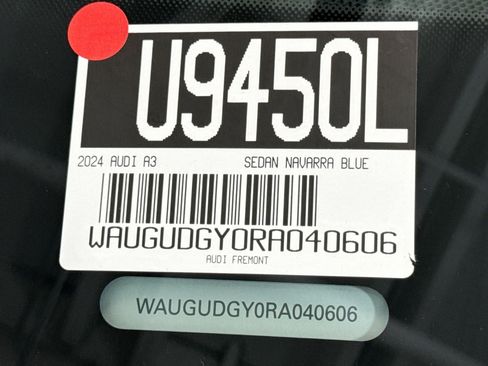 U9450L
2024 AUDI A3 SEDAN NAVARRA BLUE
WAUGUDGY0RA040606
AUDI FREMONT
WAUGUDGY0RA040606